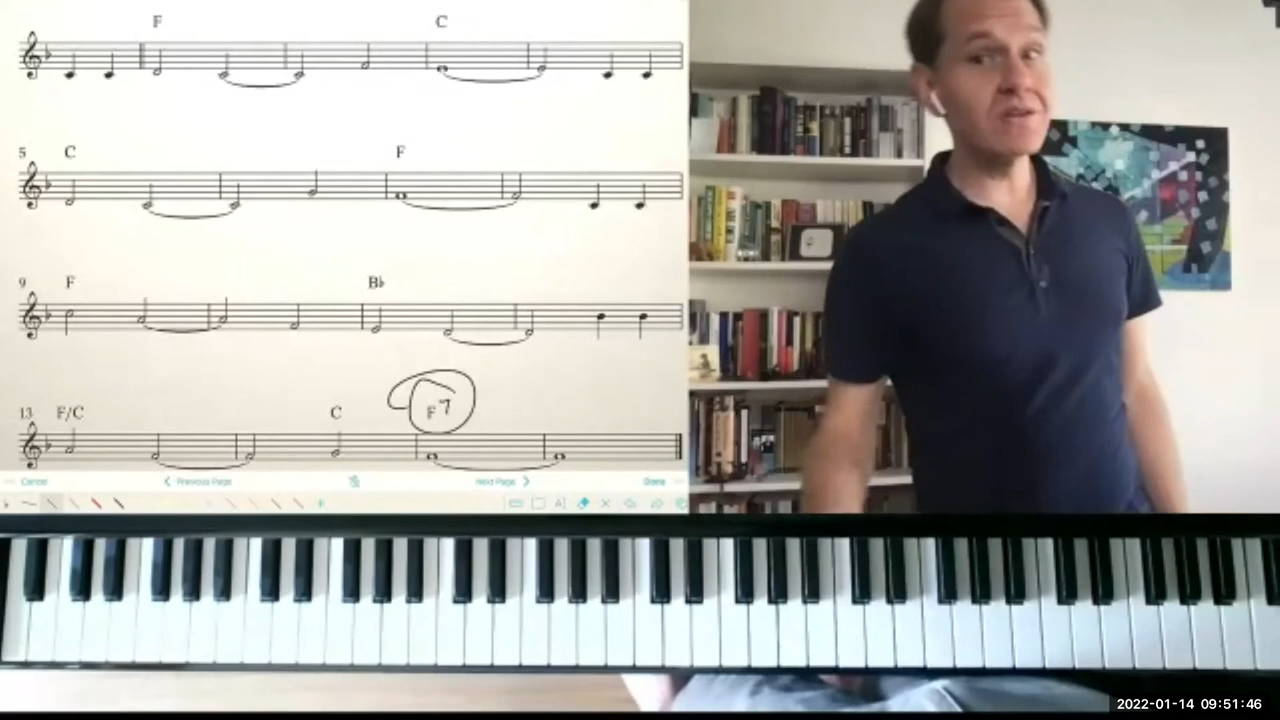 F C
5 C F
9 F B♭
13 F/C C F7
Cancel Previous Page Next Page Done
2022-01-14 09:51:46